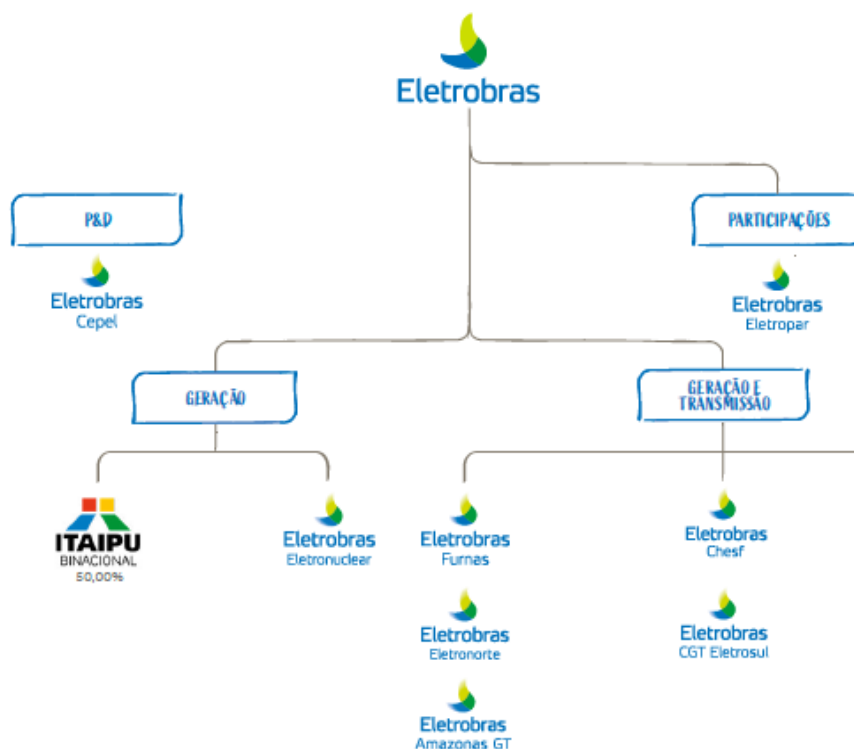 Eletrobras
P&D
PARTICIPAÇÕES
Eletrobras
Cepel
Eletrobras
Eletropar
GERAÇÃO
GERAÇÃO E
TRANSMISSÃO
ITAIPU
BINACIONAL
50,00%
Eletrobras
Eletronuclear
Eletrobras
Furnas
Eletrobras
Chesf
Eletrobras
Eletronorte
Eletrobras
CGT Eletrosul
Eletrobras
Amazonas GT